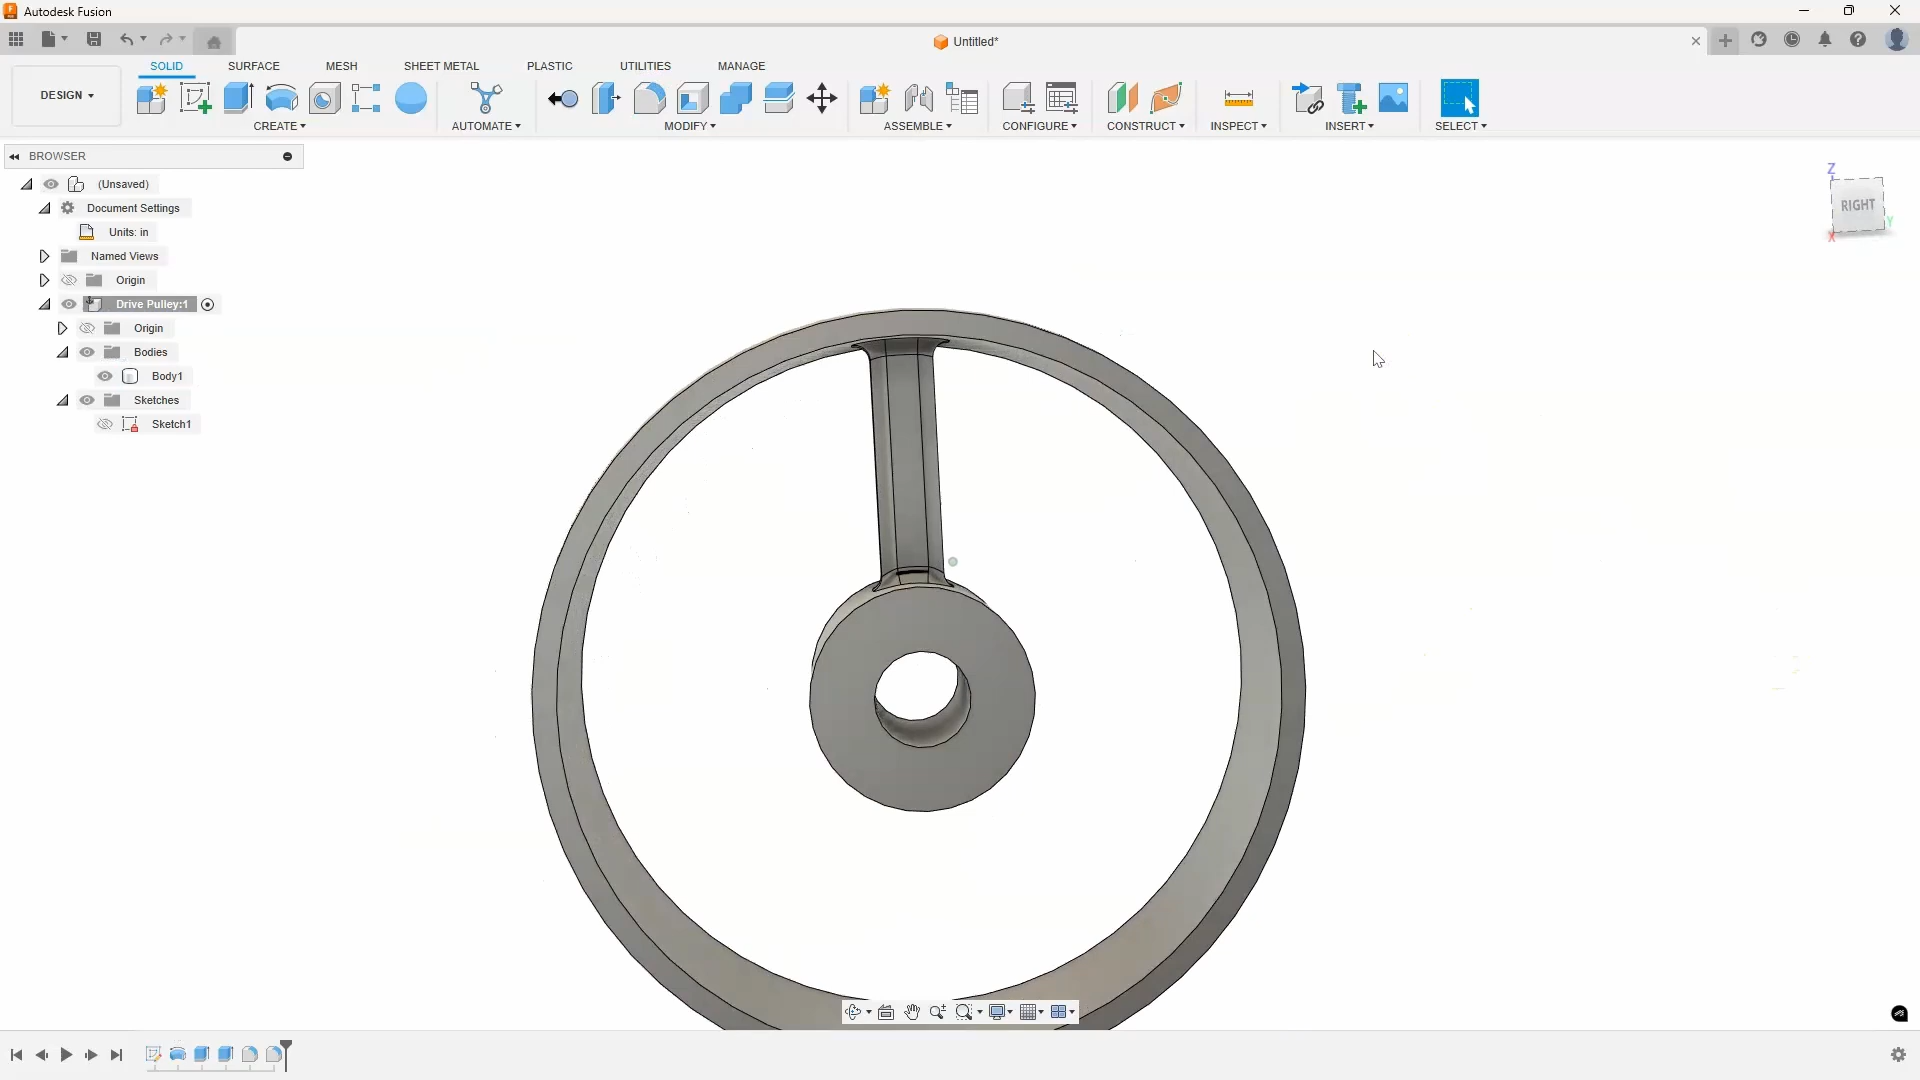 Autodesk Fusion
Untitled*
SOLID SURFACE MESH SHEET METAL PLASTIC UTILITIES MANAGE
DESIGN
CREATE AUTOMATE MODIFY ASSEMBLE CONFIGURE CONSTRUCT INSPECT INSERT SELECT
BROWSER
(Unsaved)
Document Settings
Units: in
Named Views
Origin
Drive Pulley:1
Origin
Bodies
Body1
Sketches
Sketch1
Z
RIGHT
Y
X